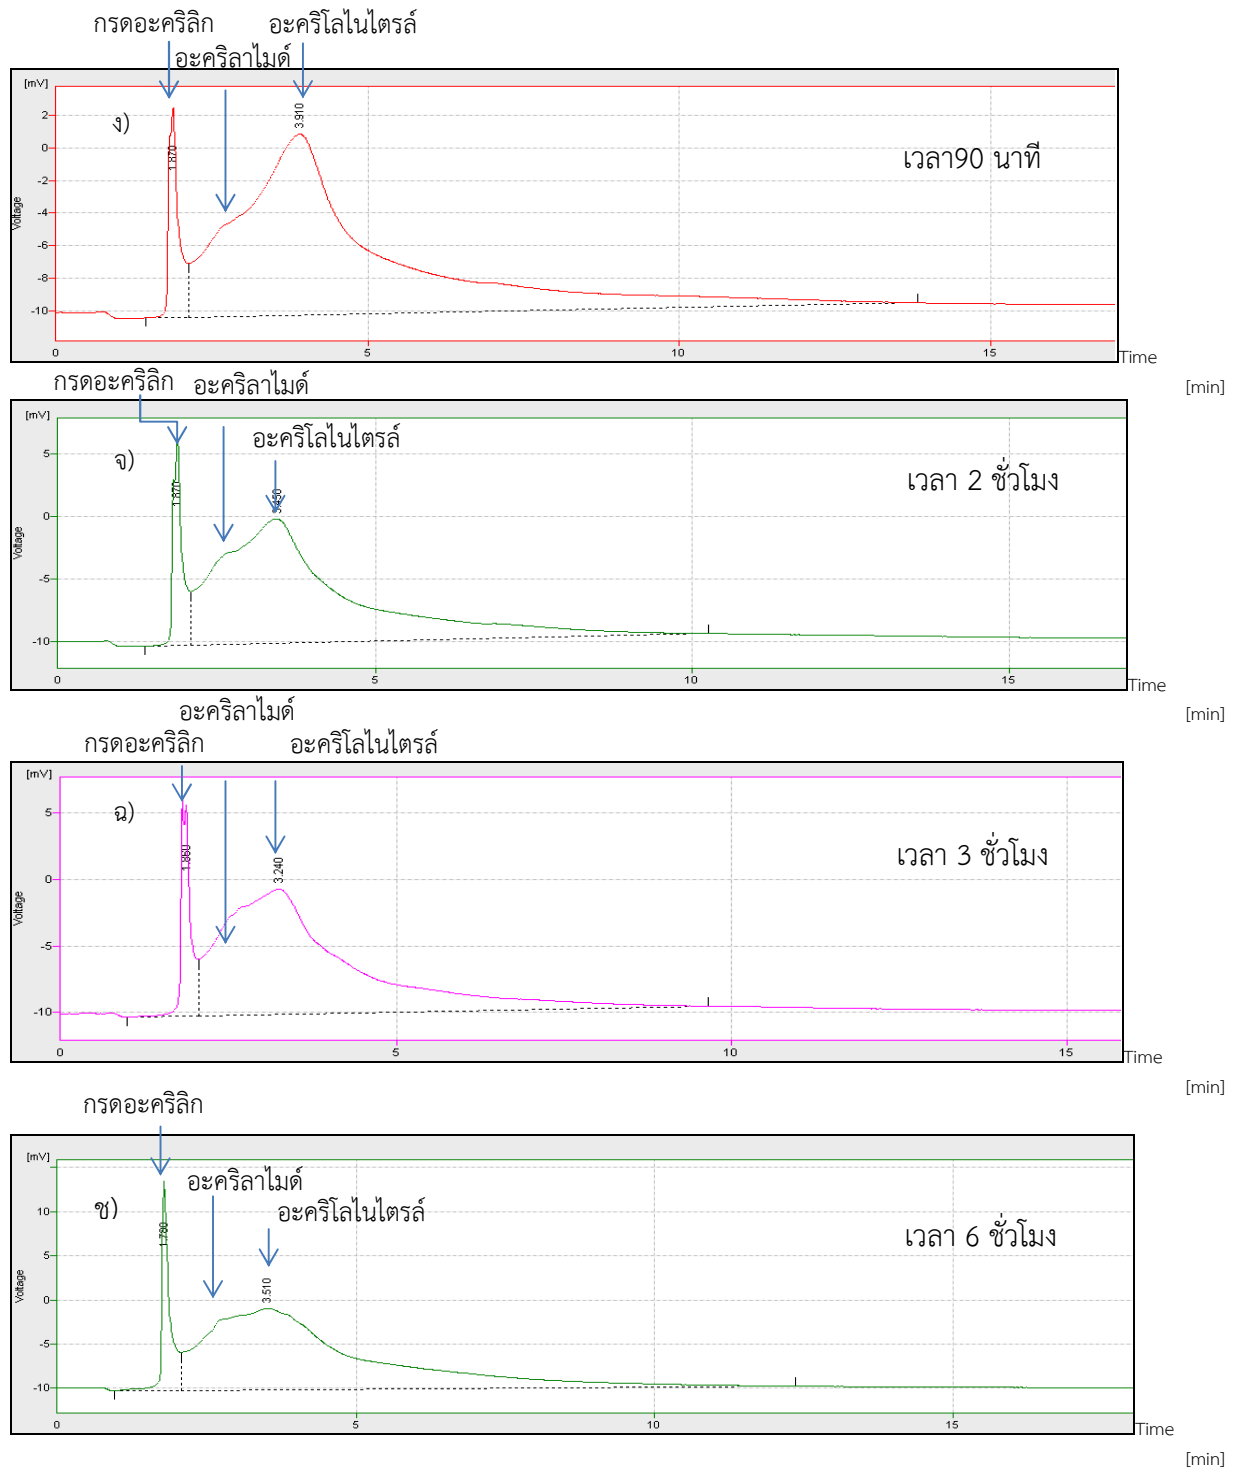 กรดอะคริลิก อะคริโลไนไตรล์
อะคริลาไมด์
[mV]
ง)
1.870
3.910
เวลา90 นาที
2
0
-2
-4
-6
-8
-10
Voltage
0 5 10 15
Time
[min]
กรดอะคริลิก อะคริลาไมด์
[mV]
อะคริโลไนไตรล์
จ)
1.870
3.450
เวลา 2 ชั่วโมง
5
0
-5
-10
Voltage
0 5 10 15
Time
[min]
อะคริลาไมด์
กรดอะคริลิก อะคริโลไนไตรล์
[mV]
ฉ)
1.860
3.240
เวลา 3 ชั่วโมง
5
0
-5
-10
Voltage
0 5 10 15
Time
[min]
กรดอะคริลิก
[mV]
อะคริลาไมด์
ช)
1.780
อะคริโลไนไตรล์
3.510
เวลา 6 ชั่วโมง
10
5
0
-5
-10
Voltage
0 5 10 15
Time
[min]